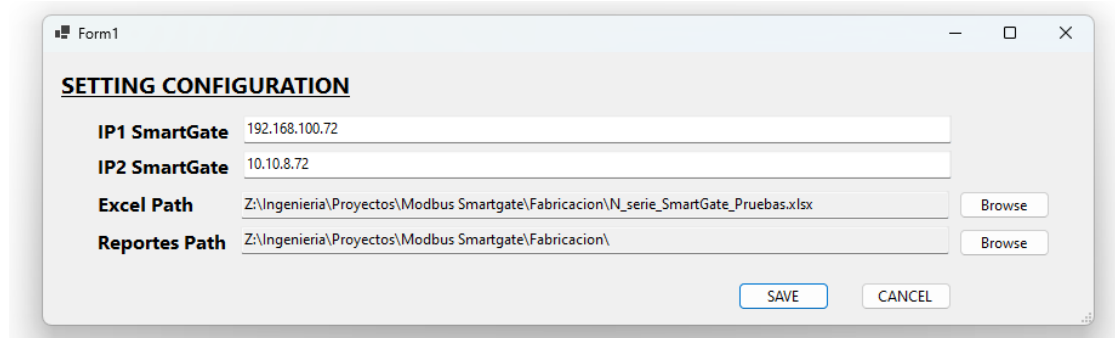 Form1
SETTING CONFIGURATION
IP1 SmartGate 192.168.100.72
IP2 SmartGate 10.10.8.72
Excel Path Z:\Ingenieria\Proyectos\Modbus Smartgate\Fabricacion\N_serie_SmartGate_Pruebas.xlsx Browse
Reportes Path Z:\Ingenieria\Proyectos\Modbus Smartgate\Fabricacion\ Browse
SAVE CANCEL